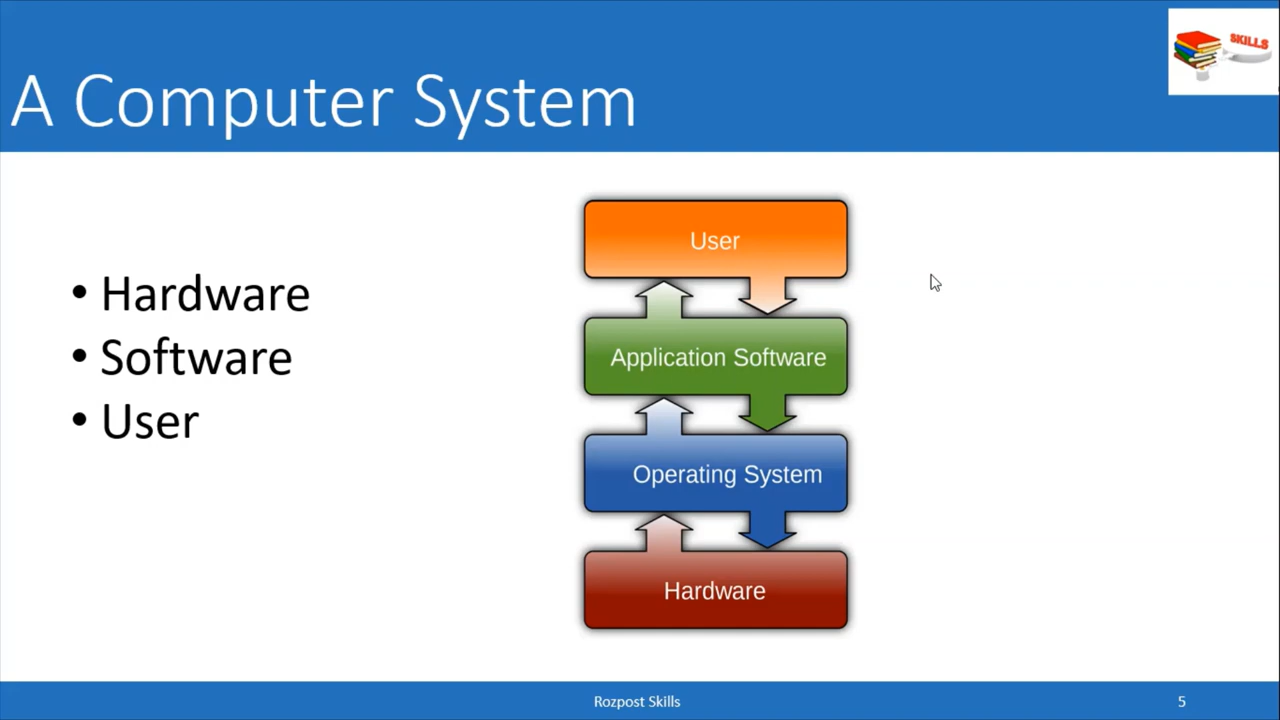 SKILLS
A Computer System
• Hardware
• Software
• User
User
Application Software
Operating System
Hardware
Rozpost Skills
5